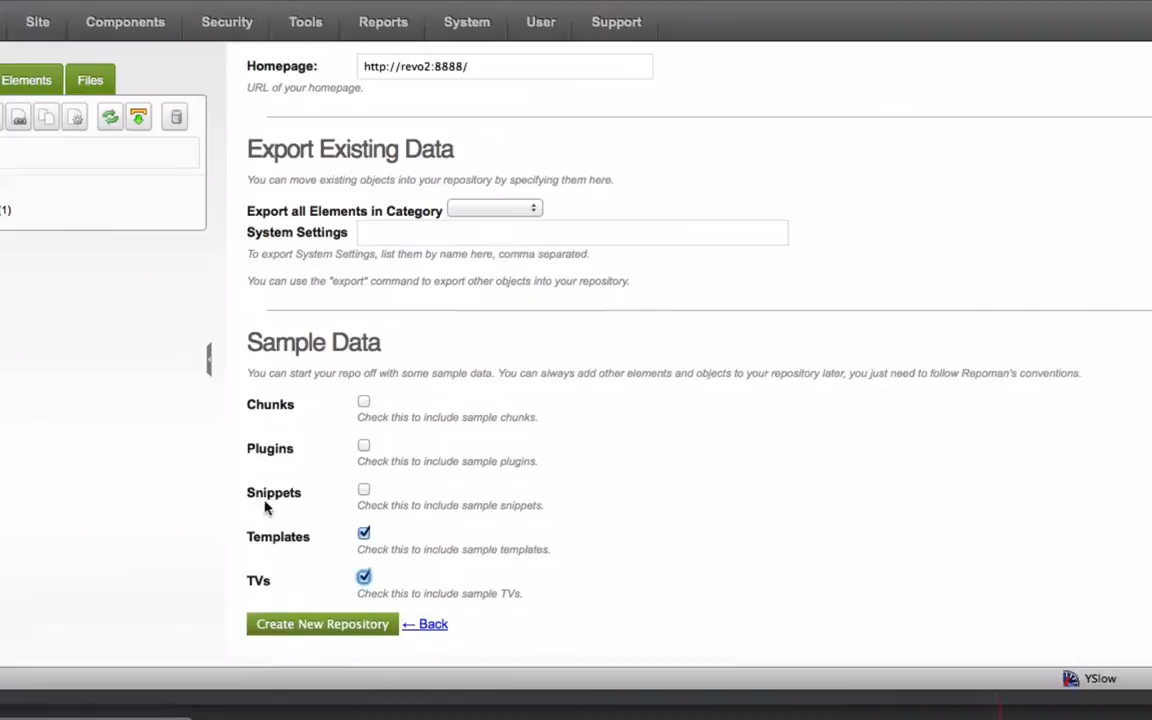 Site Components Security Tools Reports System User Support
Elements Files
Homepage: http://revo2:8888/
URL of your homepage.
Export Existing Data
You can move existing objects into your repository by specifying them here.
(1)
Export all Elements in Category
System Settings
To export System Settings, list them by name here, comma separated.
You can use the "export" command to export other objects into your repository.
Sample Data
You can start your repo off with some sample data. You can always add other elements and objects to your repository later, you just need to follow Repoman's conventions.
Chunks
Check this to include sample chunks.
Plugins
Check this to include sample plugins.
Snippets
Check this to include sample snippets.
Templates
Check this to include sample templates.
TVs
Check this to include sample TVs.
Create New Repository ← Back
YSlow